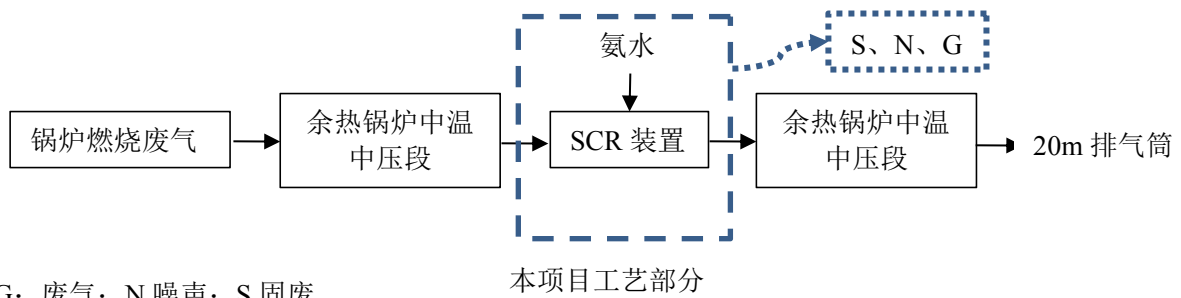 氨水
S、N、G
锅炉燃烧废气
余热锅炉中温
中压段
SCR 装置
余热锅炉中温
中压段
20m 排气筒
本项目工艺部分
G：废气；N 噪声；S 固废